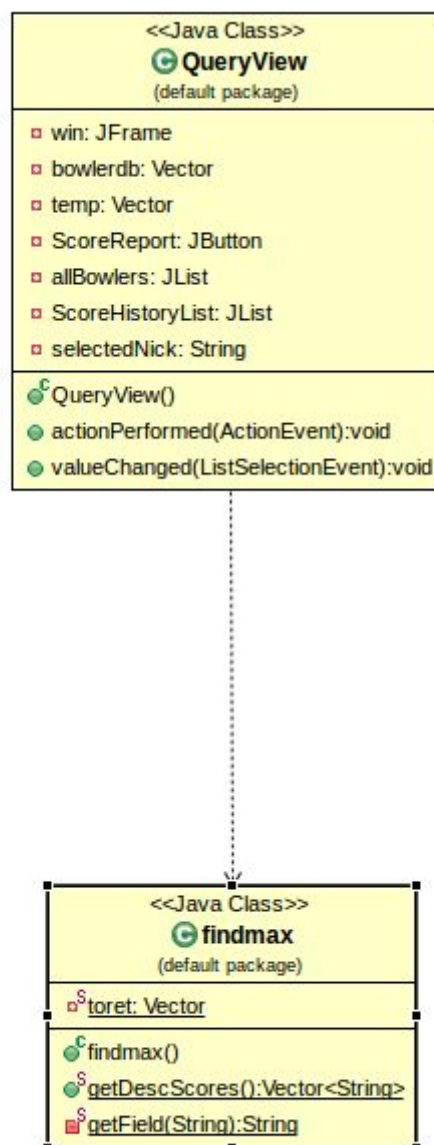 <<Java Class>>
QueryView
(default package)
win: JFrame
bowlerdb: Vector
temp: Vector
ScoreReport: JButton
allBowlers: JList
ScoreHistoryList: JList
selectedNick: String
QueryView()
actionPerformed(ActionEvent):void
valueChanged(ListSelectionEvent):void
<<Java Class>>
findmax
(default package)
toret: Vector
findmax()
getDescScores():Vector<String>
getField(String):String